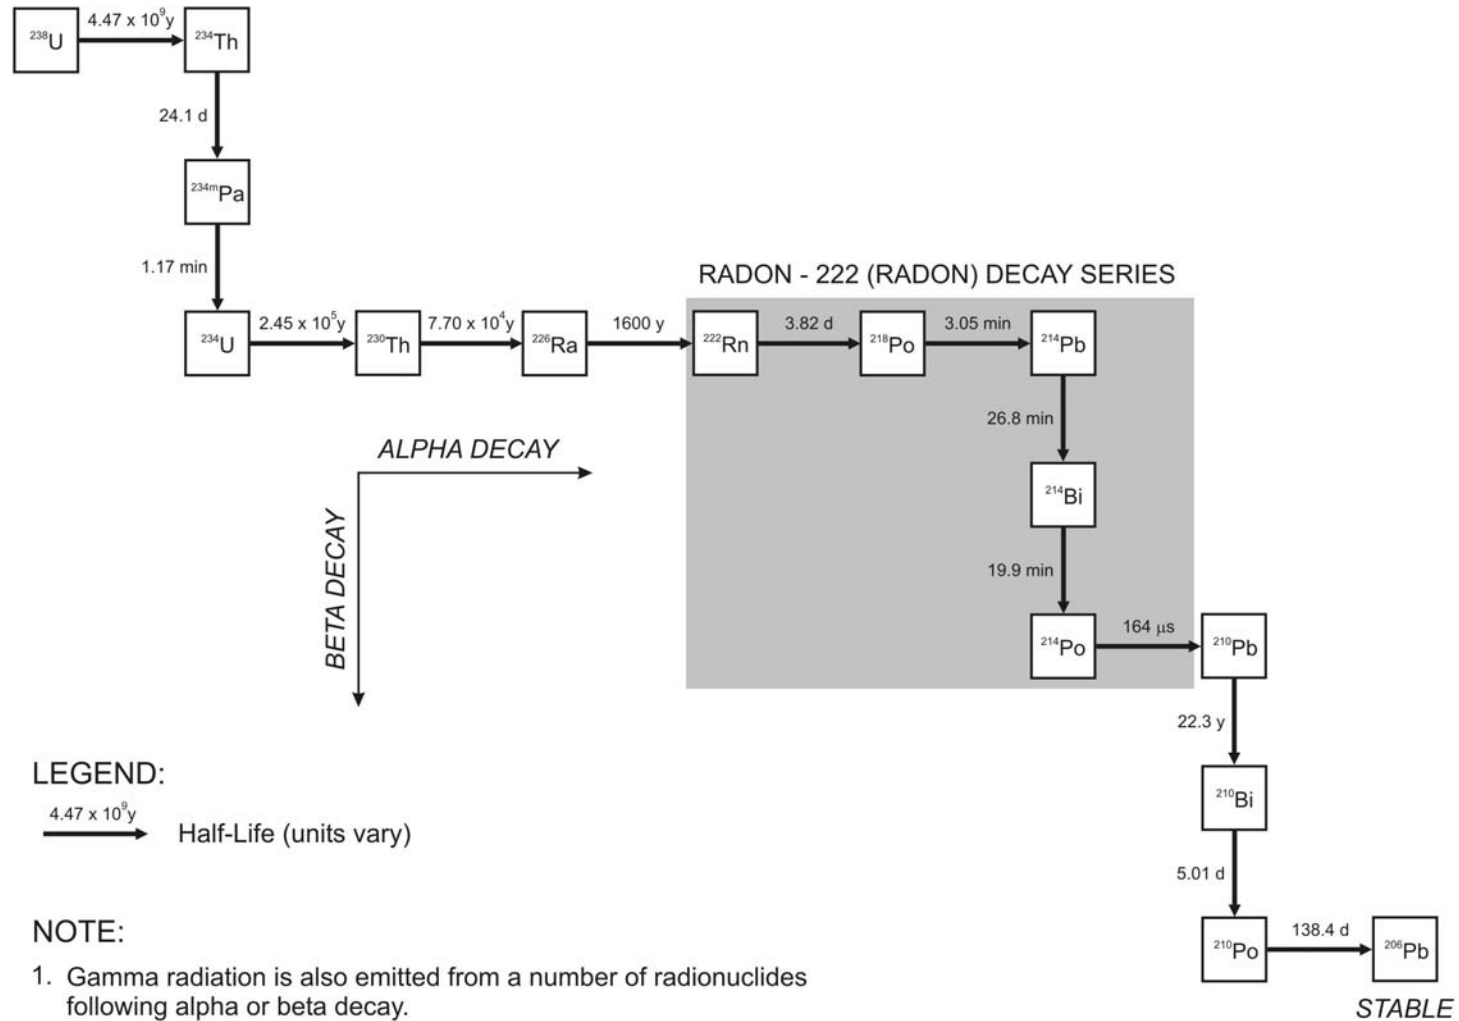 4.47 x 10⁹y
²³⁸U
²³⁴Th
24.1 d
²³⁴ᵐPa
1.17 min
RADON - 222 (RADON) DECAY SERIES
2.45 x 10⁵y
7.70 x 10⁴y
1600 y
3.82 d
3.05 min
²³⁴U
²³⁰Th
²²⁶Ra
²²²Rn
²¹⁸Po
²¹⁴Pb
26.8 min
ALPHA DECAY
BETA DECAY
²¹⁴Bi
19.9 min
164 μs
²¹⁴Po
²¹⁰Pb
22.3 y
LEGEND:
4.47 x 10⁹y
Half-Life (units vary)
²¹⁰Bi
5.01 d
NOTE:
138.4 d
²¹⁰Po
²⁰⁶Pb
STABLE
1. Gamma radiation is also emitted from a number of radionuclides
following alpha or beta decay.